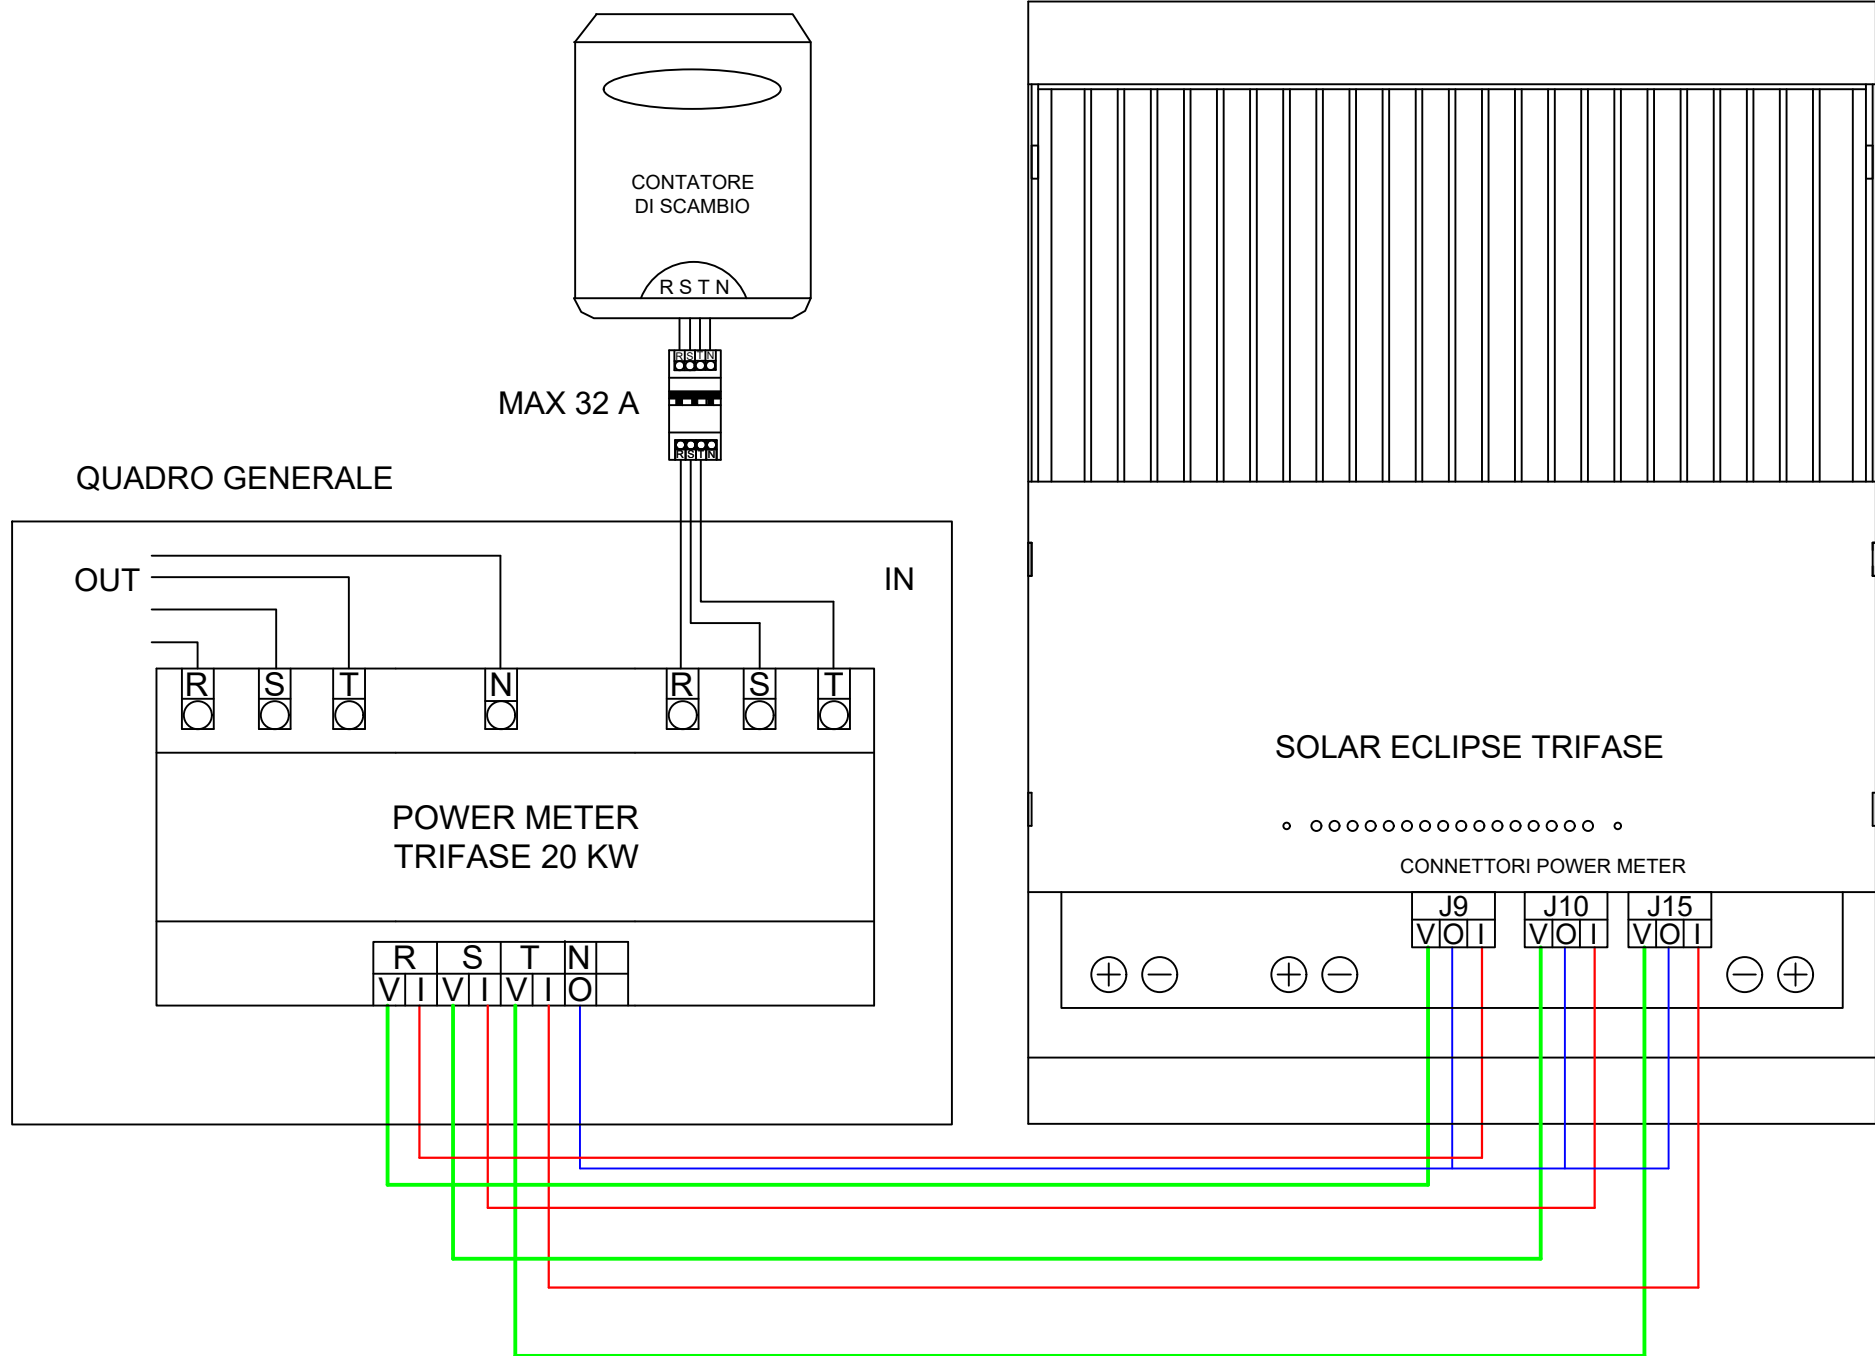 CONTATORE
DI SCAMBIO
R S T N
R S T N
MAX 32 A
R S T N
QUADRO GENERALE
OUT
IN
R S T N R S T
POWER METER
TRIFASE 20 KW
R S T N
V I V I V I O
SOLAR ECLIPSE TRIFASE
CONNETTORI POWER METER
J9 J10 J15
V O I V O I V O I